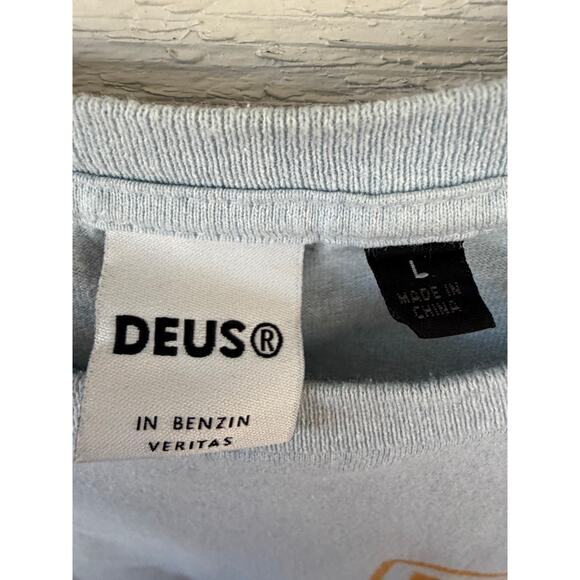 DEUS®
IN BENZIN
VERITAS
L
MADE IN
CHINA